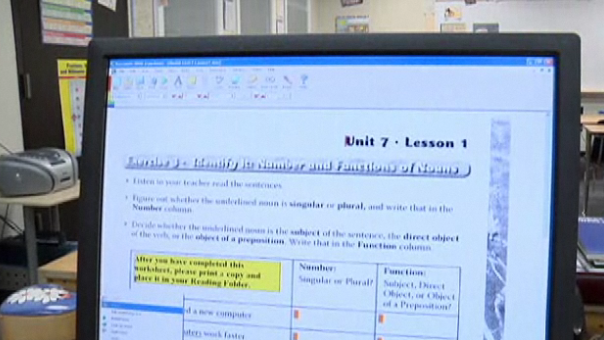 Unit 7 · Lesson 1
Exercise 3 · Identify It: Number and Functions of Nouns
• Listen to your teacher read the sentences.
• Figure out whether the underlined noun is singular or plural, and write that in the
Number column.
• Decide whether the underlined noun is the subject of the sentence, the direct object
of the verb, or the object of a preposition. Write that in the Function column.
After you have completed this
worksheet, please print a copy and
place it in your Reading Folder.
Number:
Singular or Plural?
Function:
Subject, Direct
Object, or Object
of a Preposition?
d a new computer
uters work faster